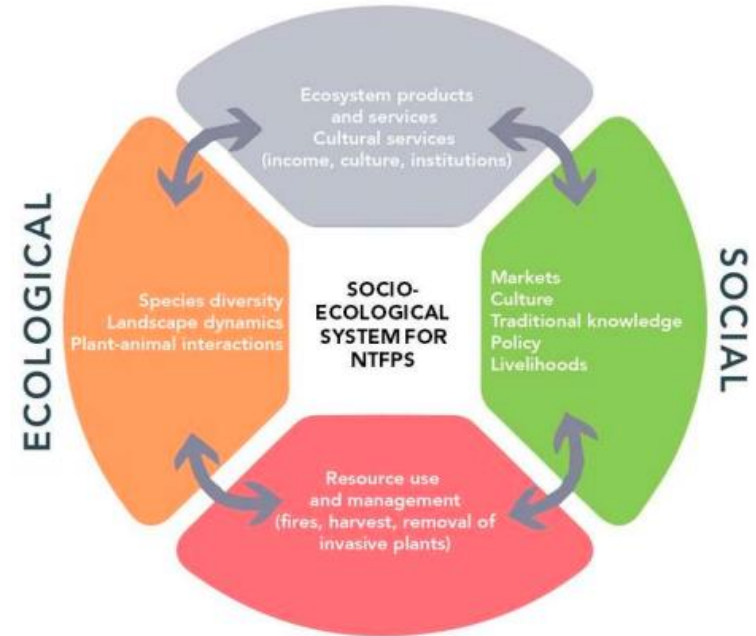 Ecosystem products
and services
Cultural services
(income, culture, institutions)
ECOLOGICAL
Species diversity
Landscape dynamics
Plant-animal interactions
SOCIO-
ECOLOGICAL
SYSTEM FOR
NTFPS
Markets
Culture
Traditional knowledge
Policy
Livelihoods
SOCIAL
Resource use
and management
(fires, harvest, removal of
invasive plants)